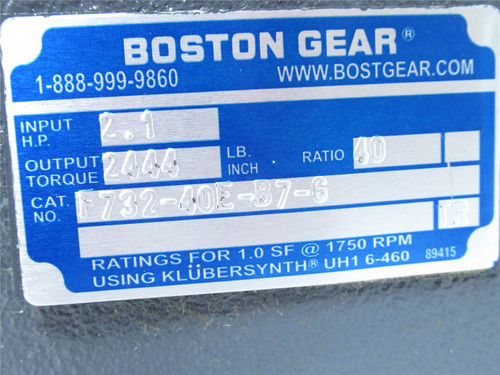 BOSTON GEAR®
1-888-999-9860 WWW.BOSTGEAR.COM
INPUT H.P. 2.1
OUTPUT TORQUE 2444 LB. INCH RATIO 40
CAT. NO. F732-40E-B7-6
RATINGS FOR 1.0 SF @ 1750 RPM
USING KLÜBERSYNTH® UH1 6-460 89415